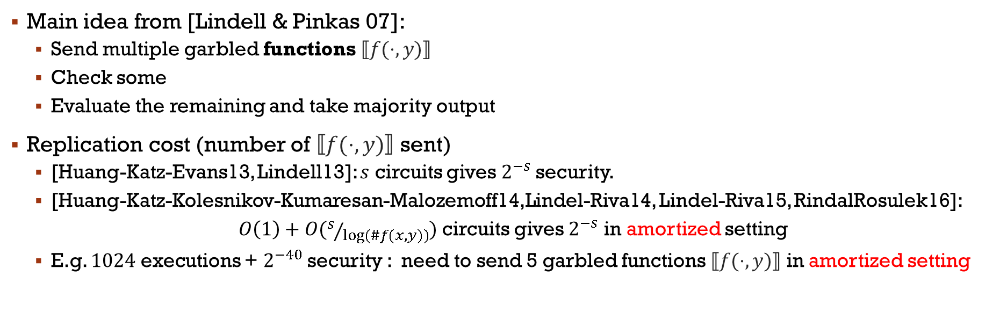 ▪ Main idea from [Lindell & Pinkas 07]:
▪ Send multiple garbled functions ⟦f(·, y)⟧
▪ Check some
▪ Evaluate the remaining and take majority output
▪ Replication cost (number of ⟦f(·, y)⟧ sent)
▪ [Huang-Katz-Evans13,Lindell13]: s circuits gives 2⁻ˢ security.
▪ [Huang-Katz-Kolesnikov-Kumaresan-Malozemoff14,Lindel-Riva14, Lindel-Riva15, RindalRosulek16]:
O(1) + O(s/log(#f(x,y))) circuits gives 2⁻ˢ in amortized setting
▪ E.g. 1024 executions + 2⁻⁴⁰ security : need to send 5 garbled functions ⟦f(·, y)⟧ in amortized setting